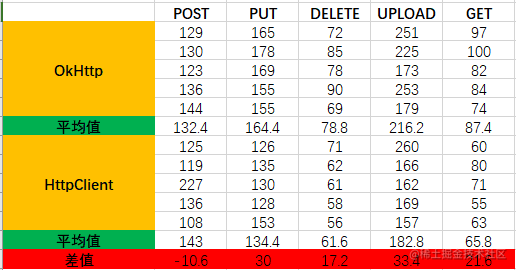 POST PUT DELETE UPLOAD GET
OkHttp
129 165 72 251 97
130 178 85 225 100
123 169 78 173 82
136 155 90 253 84
144 155 69 179 74
平均值 132.4 164.4 78.8 216.2 87.4
HttpClient
125 126 71 260 60
119 135 62 166 80
227 130 61 162 71
136 128 58 169 55
108 153 56 157 63
平均值 143 134.4 61.6 182.8 65.8
差值 -10.6 30 17.2 33.4 21.6
@稀土掘金技术社区